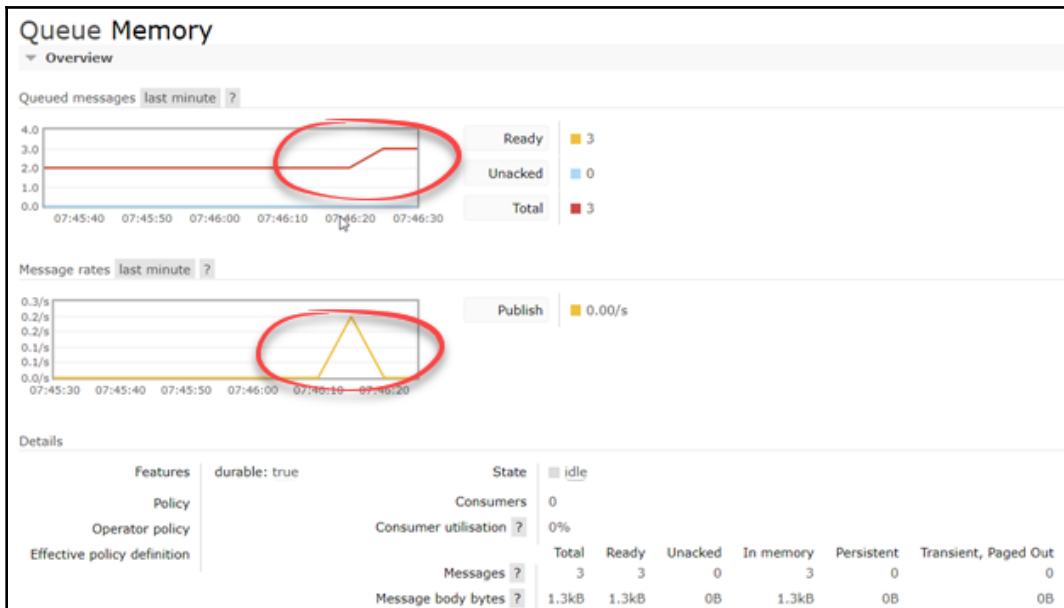 Queue Memory
Overview
Queued messages last minute ?
4.0
3.0
2.0
1.0
0.0
07:45:40 07:45:50 07:46:00 07:46:10 07:46:20 07:46:30
Ready 3
Unacked 0
Total 3
Message rates last minute ?
0.3/s
0.2/s
0.2/s
0.1/s
0.1/s
0.0/s
07:45:30 07:45:40 07:45:50 07:46:00 07:46:10 07:46:20
Publish 0.00/s
Details
Features durable: true State idle
Policy Consumers 0
Operator policy Consumer utilisation ? 0%
Effective policy definition
Total Ready Unacked In memory Persistent Transient, Paged Out
Messages ? 3 3 0 3 0 0
Message body bytes ? 1.3kB 1.3kB 0B 1.3kB 0B 0B